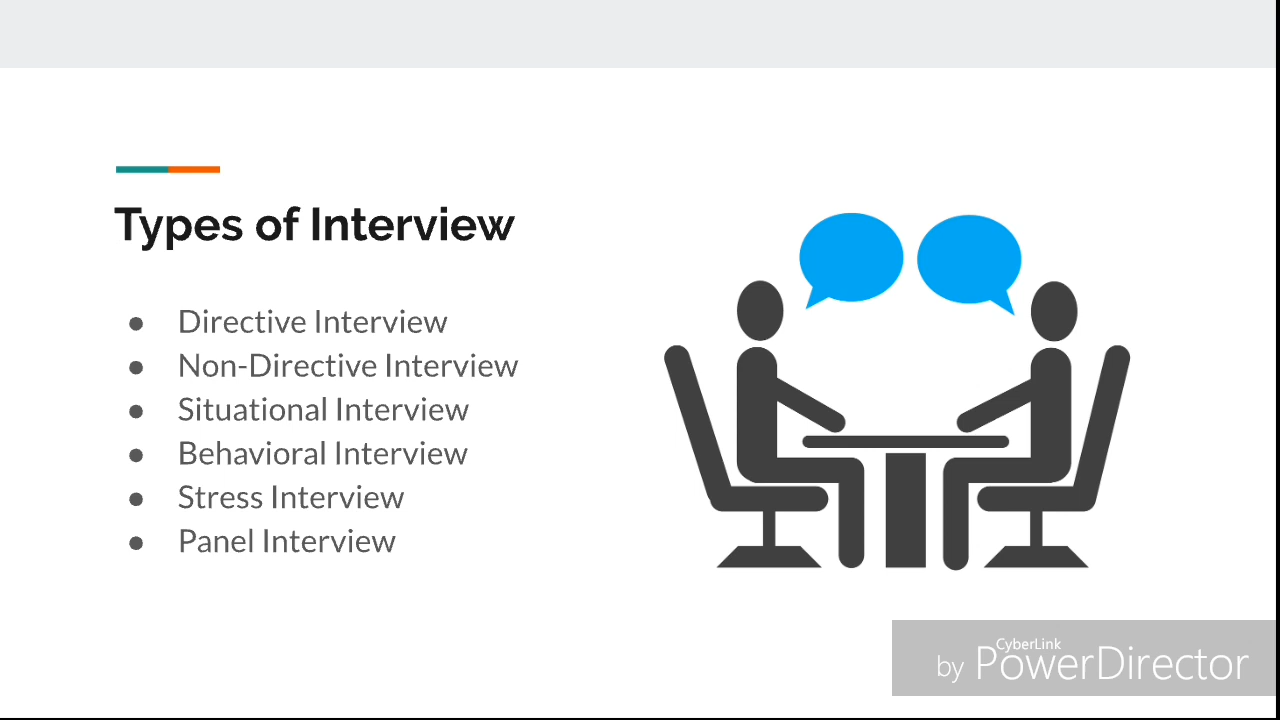 Types of Interview
● Directive Interview
● Non-Directive Interview
● Situational Interview
● Behavioral Interview
● Stress Interview
● Panel Interview
CyberLink
by PowerDirector